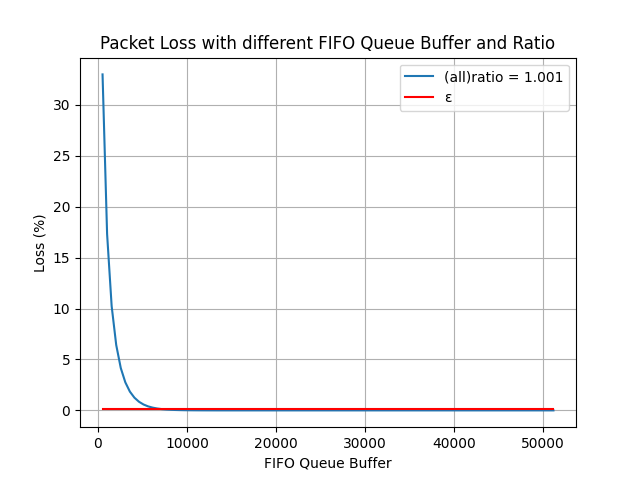 Packet Loss with different FIFO Queue Buffer and Ratio
(all)ratio = 1.001
ε
30
25
20
15
10
5
0
Loss (%)
0 10000 20000 30000 40000 50000
FIFO Queue Buffer